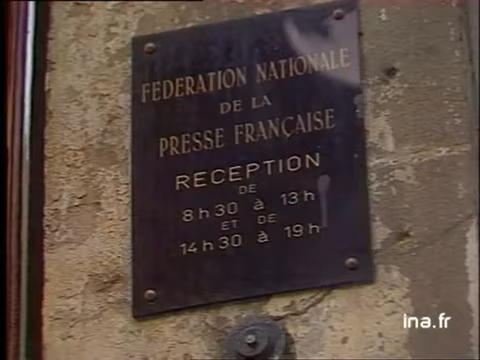 FEDERATION NATIONALE
DE LA
PRESSE FRANÇAISE
RECEPTION
DE
8h30 à 13h
ET DE
14h30 à 19h
ina.fr